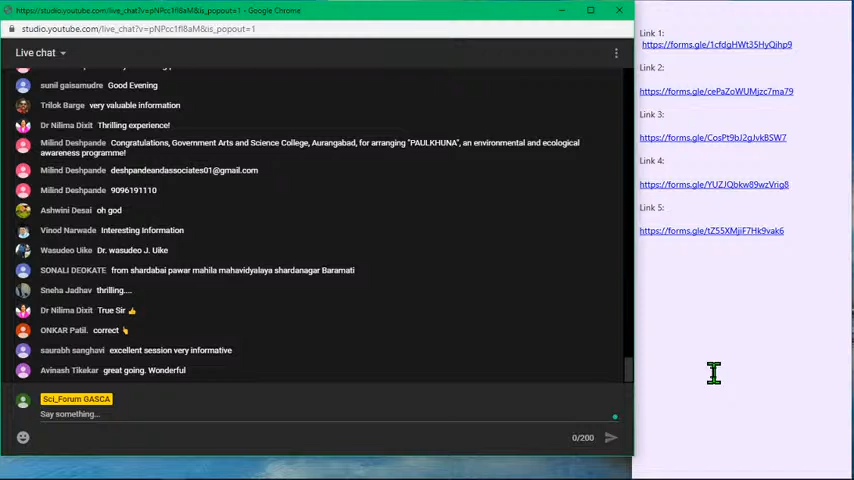 https://studio.youtube.com/live_chat?v=pNPcc1fl8aM&is_popout=1 - Google Chrome
studio.youtube.com/live_chat?v=pNPcc1fl8aM&is_popout=1
Live chat
sunil gaisamudre Good Evening
Trilok Barge very valuable information
Dr Nilima Dixit Thrilling experience!
Milind Deshpande Congratulations, Government Arts and Science College, Aurangabad, for arranging "PAULKHUNA", an environmental and ecological
awareness programme!
Milind Deshpande deshpandeandassociates01@gmail.com
Milind Deshpande 9096191110
Ashwini Desai oh god
Vinod Narwade Interesting Information
Wasudeo Uike Dr. wasudeo J. Uike
SONALI DEOKATE from shardabai pawar mahila mahavidyalaya shardanagar Baramati
Sneha Jadhav thrilling....
Dr Nilima Dixit True Sir 👍
ONKAR Patil. correct 👆
saurabh sanghavi excellent session very informative
Avinash Tikekar great going. Wonderful
Sci_Forum GASCA
Say something...
0/200
Link 1:
https://forms.gle/1cfdgHWt35HyQihp9
Link 2:
https://forms.gle/cePaZoWUMjzc7ma79
Link 3:
https://forms.gle/CosPt9bJ2gJvkBSW7
Link 4:
https://forms.gle/YUZJQbkw89wzVrig8
Link 5:
https://forms.gle/tZ55XMjiF7Hk9vak6